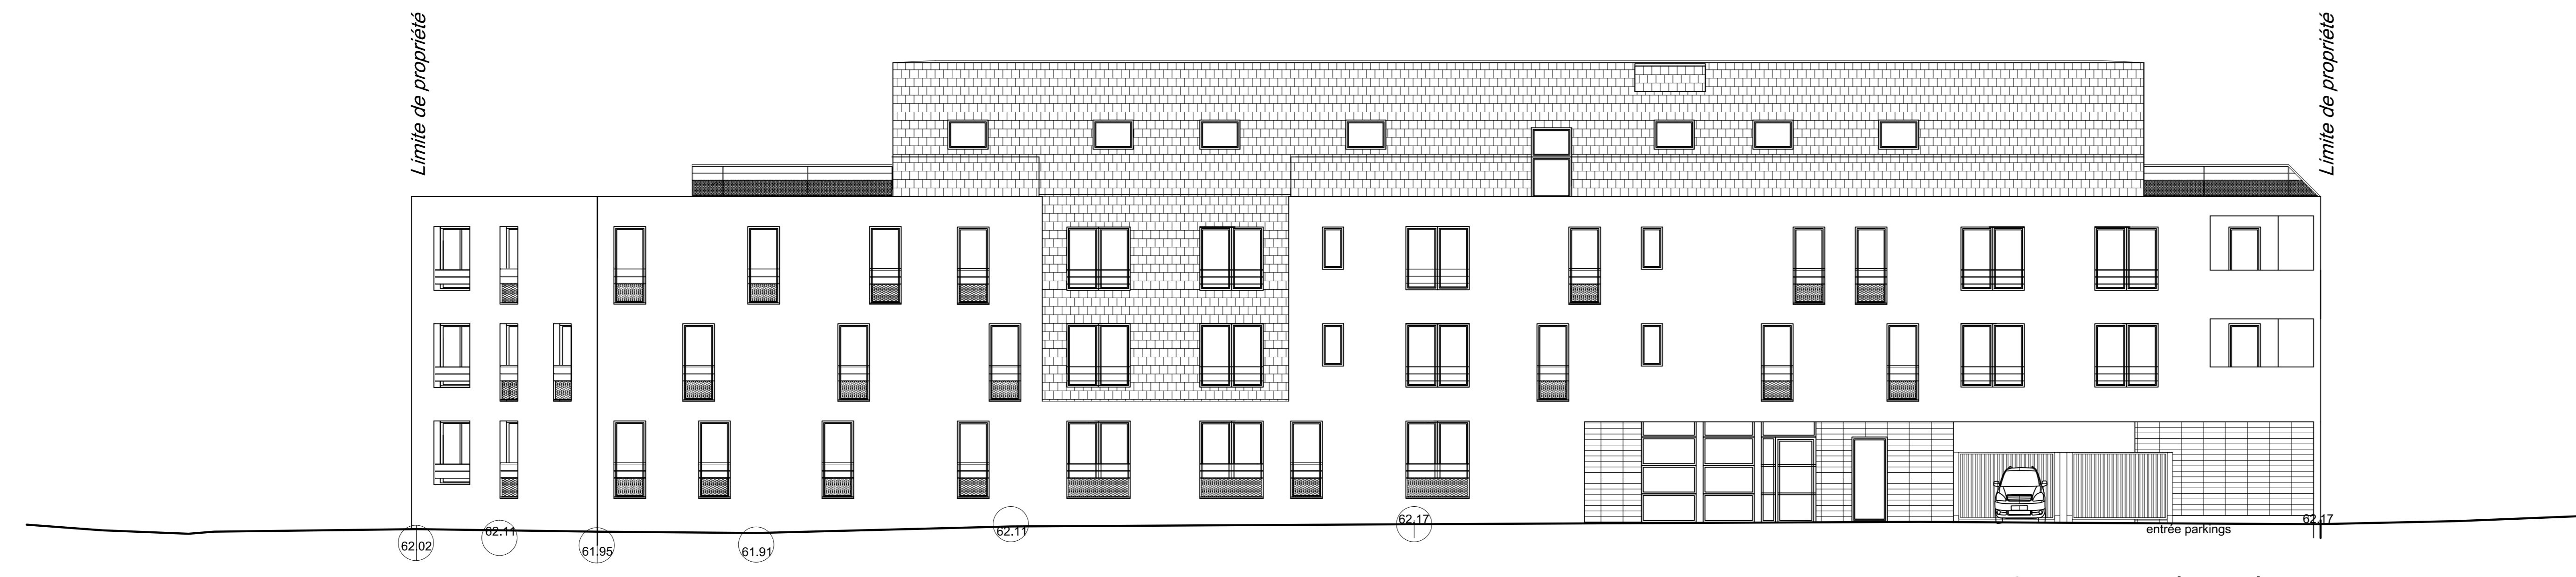 Limite de propriété
Limite de propriété
62.02
62.11
61.95
61.91
62.11
62.17
entrée parkings
62.17